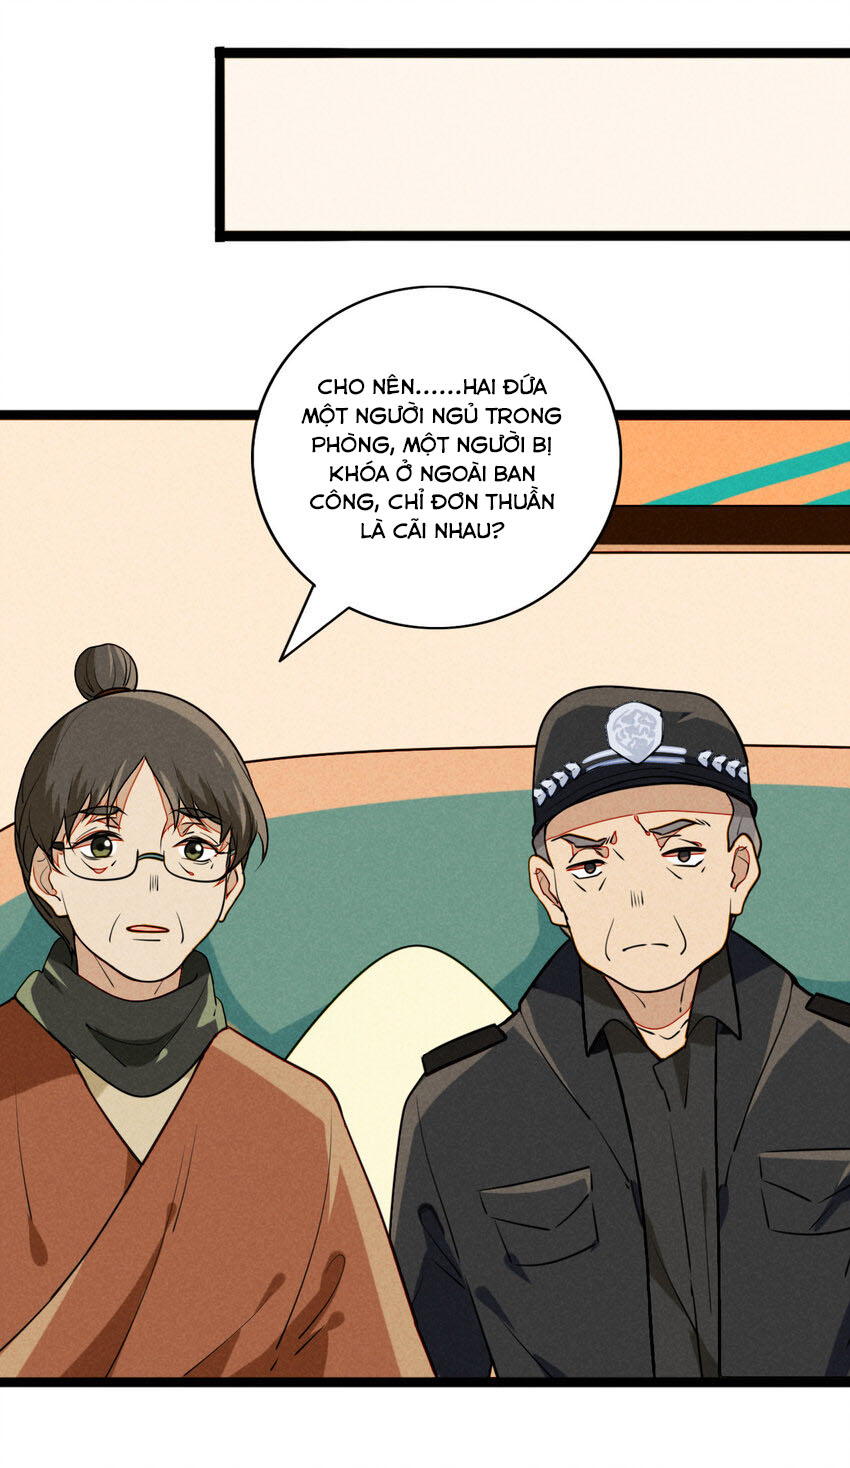 CHO NÊN......HAI ĐỨA
MỘT NGƯỜI NGỦ TRONG
PHÒNG, MỘT NGƯỜI BỊ
KHÓA Ở NGOÀI BAN
CÔNG, CHỈ ĐƠN THUẦN
LÀ CÃI NHAU?